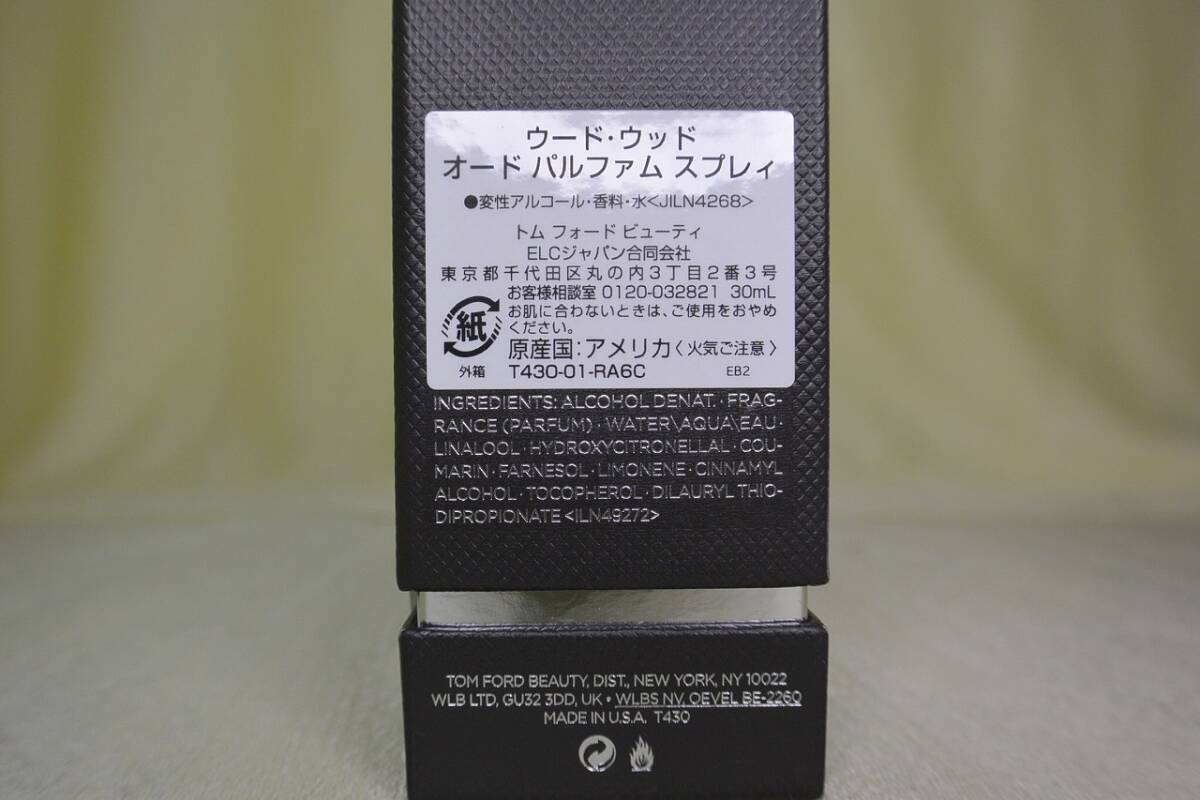 ウード・ウッド
オード パルファム スプレィ
●変性アルコール・香料・水<JILN4268>
トム フォード ビューティ
ELCジャパン合同会社
東京都千代田区丸の内3丁目2番3号
お客様相談室 0120-032821 30mL
お肌に合わないときは、ご使用をおやめ
ください。
紙
外箱
原産国:アメリカ〈火気ご注意〉
T430-01-RA6C EB2
INGREDIENTS: ALCOHOL DENAT. · FRAG-
RANCE (PARFUM) · WATER\AQUA\EAU ·
LINALOOL · HYDROXYCITRONELLAL · COU-
MARIN · FARNESOL · LIMONENE · CINNAMYL
ALCOHOL · TOCOPHEROL · DILAURYL THIO-
DIPROPIONATE <ILN49272>
TOM FORD BEAUTY, DIST., NEW YORK, NY 10022
WLB LTD, GU32 3DD, UK • WLBS NV, OEVEL BE-2260
MADE IN U.S.A. T430